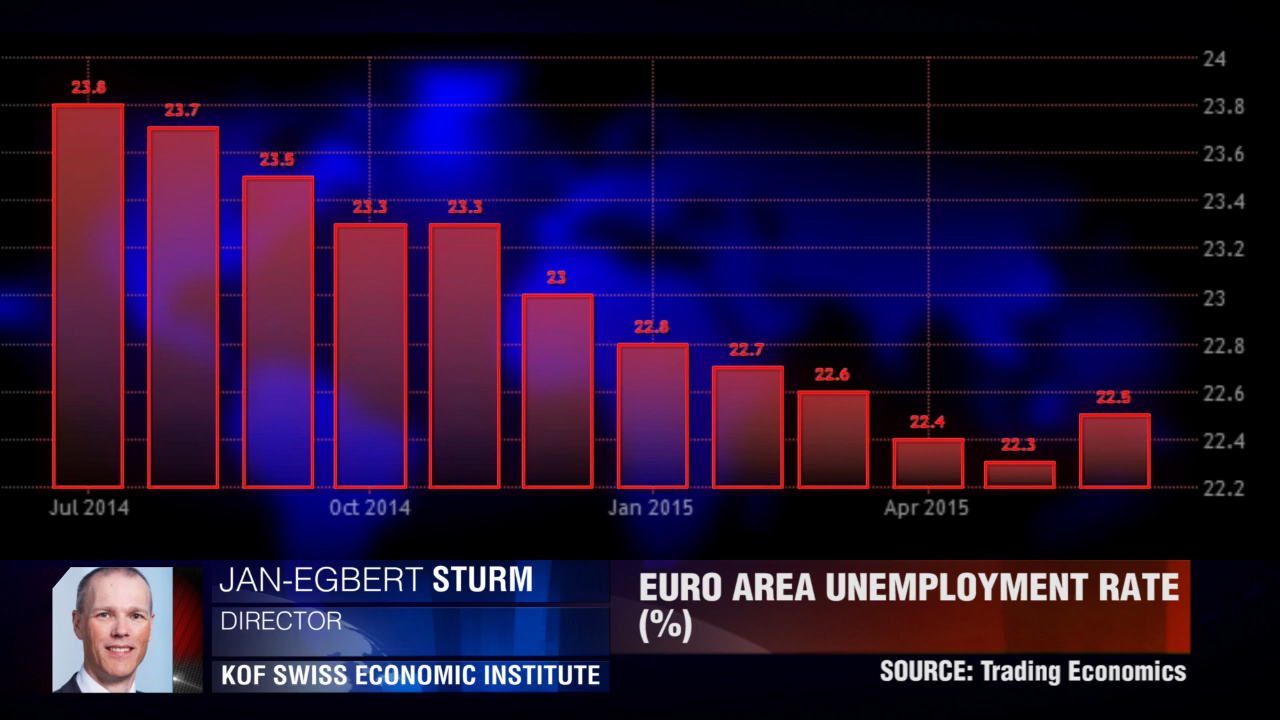 24
23.8
23.8
23.7
23.6
23.5
23.4
23.3
23.3
23.2
23
23
22.8
22.8
22.7
22.6
22.6
22.5
22.4
22.4
22.3
22.2
Jul 2014
Oct 2014
Jan 2015
Apr 2015
JAN-EGBERT STURM
DIRECTOR
KOF SWISS ECONOMIC INSTITUTE
EURO AREA UNEMPLOYMENT RATE
(%)
SOURCE: Trading Economics